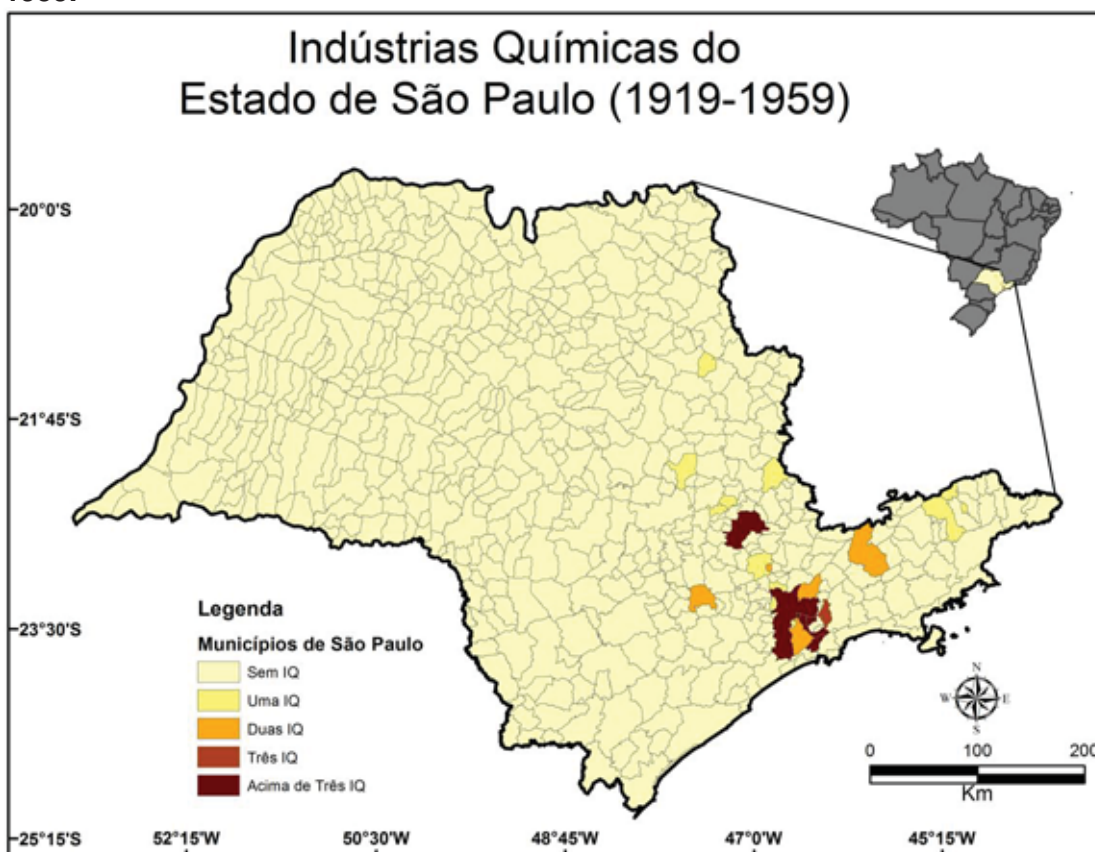 Indústrias Químicas do
Estado de São Paulo (1919-1959)
20°0'S
21°45'S
23°30'S
25°15'S
Legenda
Municípios de São Paulo
Sem IQ
Uma IQ
Duas IQ
Três IQ
Acima de Três IQ
N
W
E
S
0 100 200
Km
52°15'W 50°30'W 48°45'W 47°0'W 45°15'W